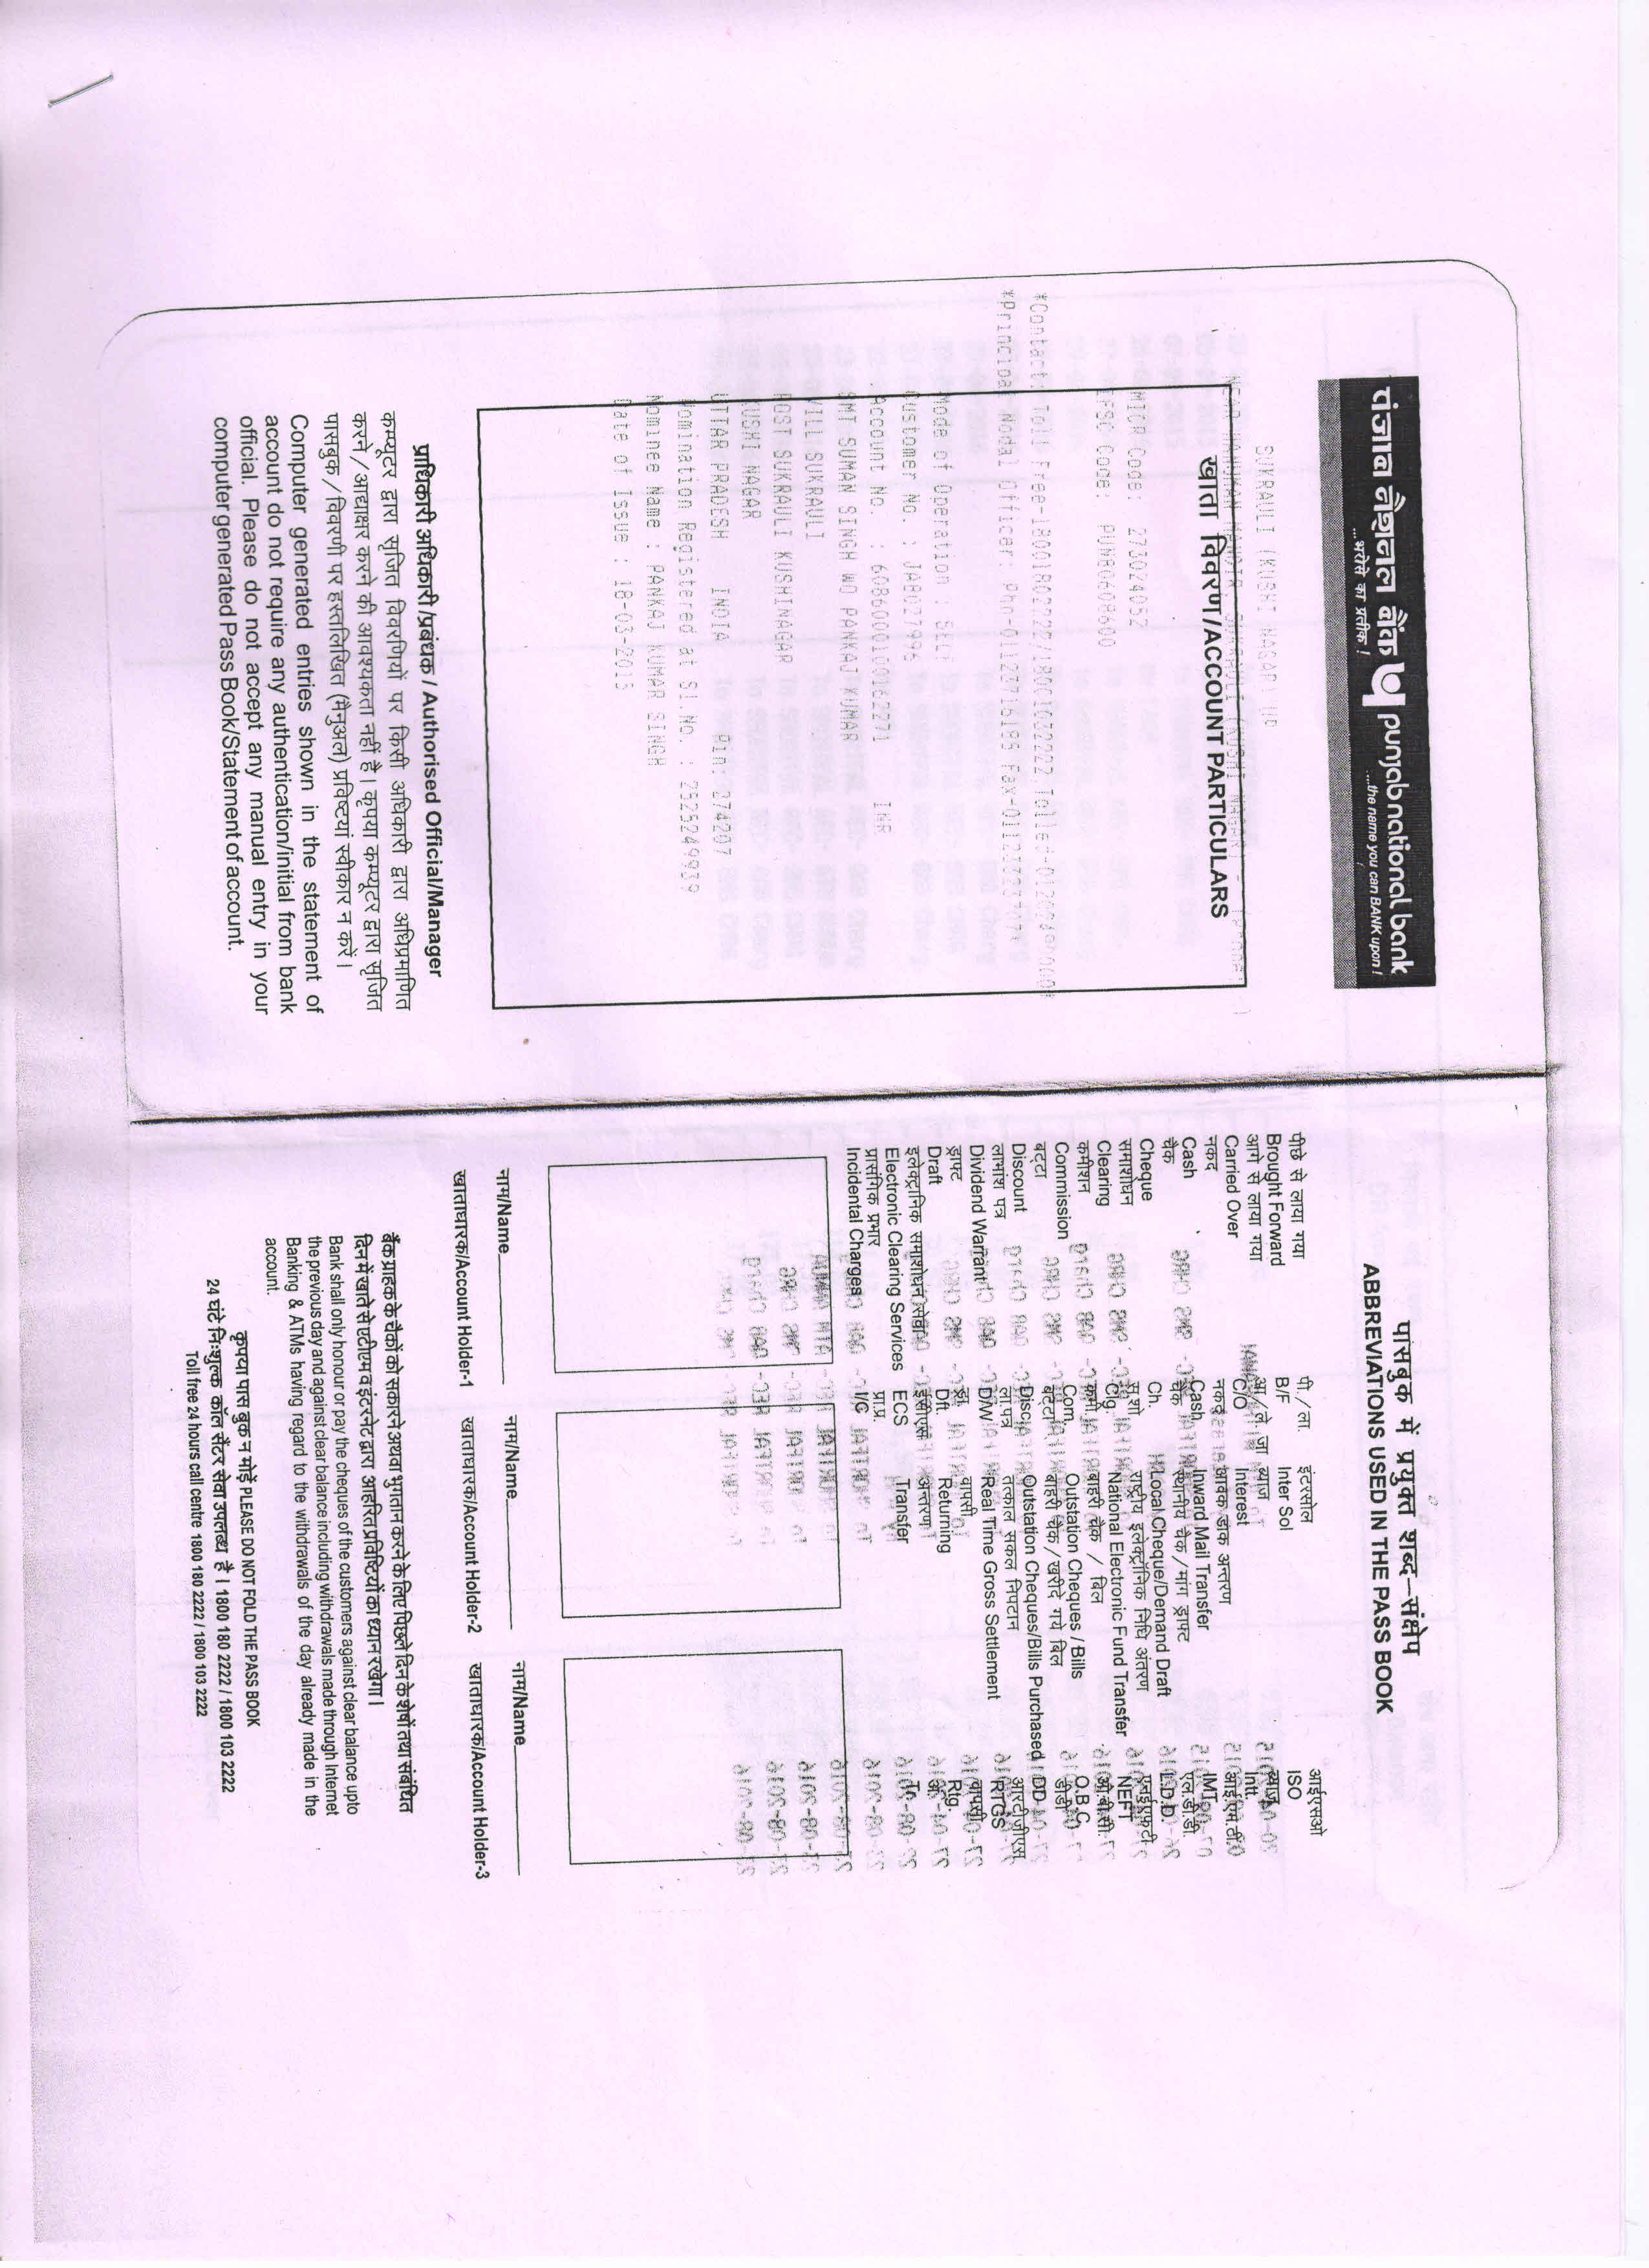 पंजाब नैशनल बैंक punjab national bank
...भरोसे का प्रतीक ! ....the name you can BANK upon !
SUKRAULI (KUSHI NAGAR) UP
NEAR HANUMAN MANDIR, SUKRAULI (KUSHI NAGAR) -
खाता विवरण/ACCOUNT PARTICULARS
MICR Code: 273024052
IFSC Code: PUNB0608600
*Contact: Toll Free-18001802222/18001032222 Tolled-01202490000*
*Principal Nodal Officer: Phn-01123716185
Mode of Operation : SELF
Customer No. : JAB027996
Account No. : 6086000100162271 INR
SMT SUMAN SINGH WO PANKAJ KUMAR
VILL SUKRAULI
POST SUKRAULI KUSHINAGAR
KUSHI NAGAR
UTTAR PRADESH INDIA Pin: 274207
Nomination Registered at Sl.No. : 2525249939
Nominee Name : PANKAJ KUMAR SINGH
Date of Issue : 18-03-2015
प्राधिकारी अधिकारी /प्रबंधक / Authorised Official/Manager
कम्प्यूटर द्वारा सृजित विवरणियों पर किसी अधिकारी द्वारा अधिप्रमाणित
करने / आद्याक्षर करने की आवश्यकता नहीं है। कृपया कम्प्यूटर द्वारा सृजित
पासबुक / विवरणी पर हस्तलिखित (मैनुअल) प्रविष्टयां स्वीकार न करें।
Computer generated entries shown in the statement of
account do not require any authentication/initial from bank
official. Please do not accept any manual entry in your
computer generated Pass Book/Statement of account.
पासबुक में प्रयुक्त शब्द–संक्षेप
ABBREVIATIONS USED IN THE PASS BOOK
पीछे से लाया गया पी./ला. इंटरसोल आईएसओ
Brought Forward B/F Inter Sol ISO
आगे से लाया गया आ/ले. जा ब्याज ब्याज
Carried Over C/O Interest Intt.
नकद नकद आवक डाक अन्तरण आई.एम.टी.
Cash Cash Inward Mail Transfer IMT
चैक चैक स्थानीय चैक/मांग ड्राफ्ट एल.डी.डी.
Cheque Ch. Local Cheque/Demand Draft L.D.D.
समाशोधन स.शो. राष्ट्रीय इलेक्ट्रॉनिक निधि अंतरण एनईएफटी
Clearing Clg. National Electronic Fund Transfer NEFT
कमीशन कमी. बाहरी चैक / बिल ओ.बी.सी.
Commission Com. Outstation Cheques / Bills O.B.C.
बट्टा बट्टा बाहरी चैक/खरीदे गये बिल डीडी
Discount Disc. Outstation Cheques/Bills Purchased DD
लाभांश पत्र ला.पत्र तत्काल सकल निपटान आरटीजीएस
Dividend Warrant D/W Real Time Gross Settlement RTGS
ड्राफ्ट ड्रा. वापसी वापसी
Draft Dft. Returning Rtg.
इलेक्ट्रानिक समाशोधन सेवा ईसीएस अन्तरण अं.
Electronic Clearing Services ECS Transfer Tr.
प्रासंगिक प्रभार प्रा.प्र.
Incidental Charges I/C
नाम/Name नाम/Name नाम/Name
खाताधारक/Account Holder-1 खाताधारक/Account Holder-2 खाताधारक/Account Holder-3
बैंक ग्राहक के चैकों को सकारने अथवा भुगतान करने के लिए पिछले दिन के शेषों तथा संबंधित
दिन में खाते से एटीएम व इंटरनेट द्वारा आहरित प्रविष्टियों का ध्यान रखेगा।
Bank shall only honour or pay the cheques of the customers against clear balance upto
the previous day and against clear balance including withdrawals made through Internet
Banking & ATMs having regard to the withdrawals of the day already made in the
account.
कृपया पास बुक न मोड़ें PLEASE DO NOT FOLD THE PASS BOOK
24 घंटे निःशुल्क कॉल सैंटर सेवा उपलब्ध है। 1800 180 2222 / 1800 103 2222
Toll free 24 hours call centre 1800 180 2222 / 1800 103 2222